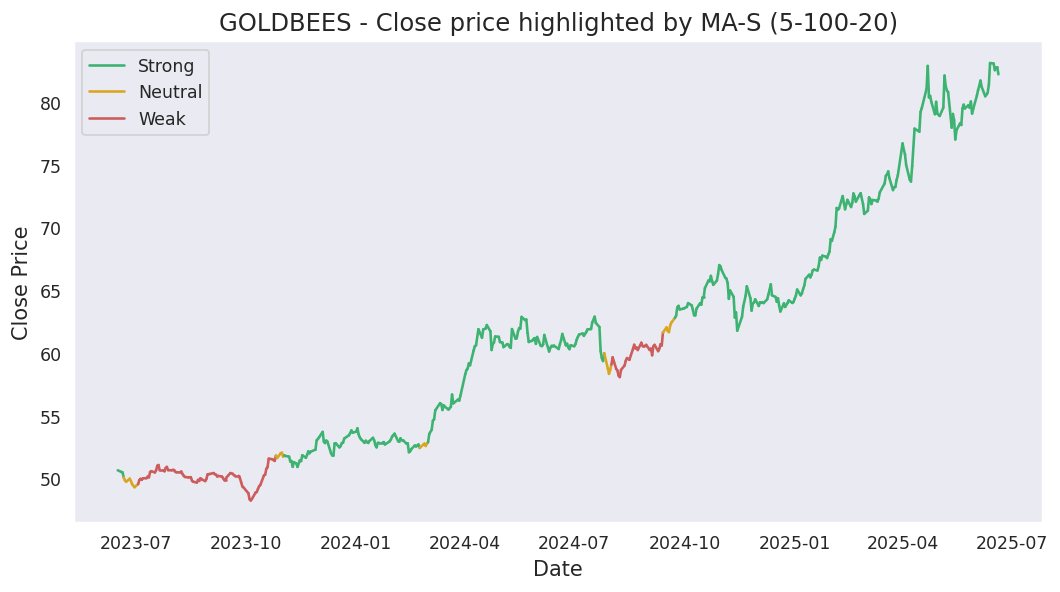 GOLDBEES - Close price highlighted by MA-S (5-100-20)
Strong
Neutral
Weak
Close Price
80
75
70
65
60
55
50
2023-07 2023-10 2024-01 2024-04 2024-07 2024-10 2025-01 2025-04 2025-07
Date